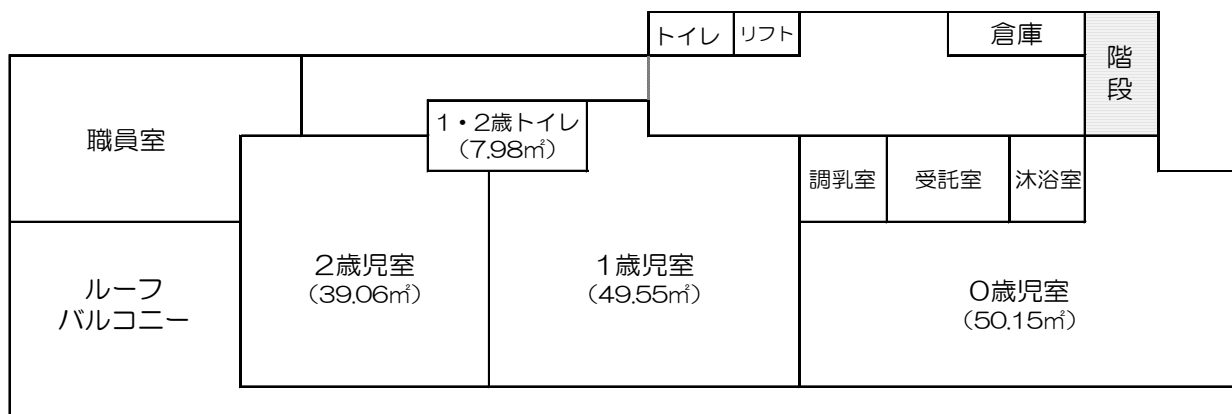 トイレ
リフト
倉庫
階
段
職員室
1・2歳トイレ
（7.98㎡）
調乳室
受託室
沐浴室
2歳児室
（39.06㎡）
1歳児室
（49.55㎡）
0歳児室
（50.15㎡）
ルーフ
バルコニー